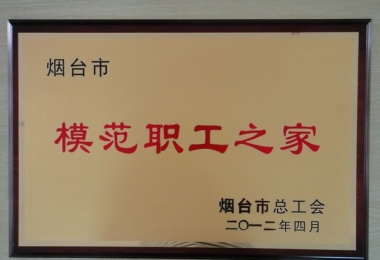 烟台市
模范职工之家
烟台市总工会
二〇一二年四月